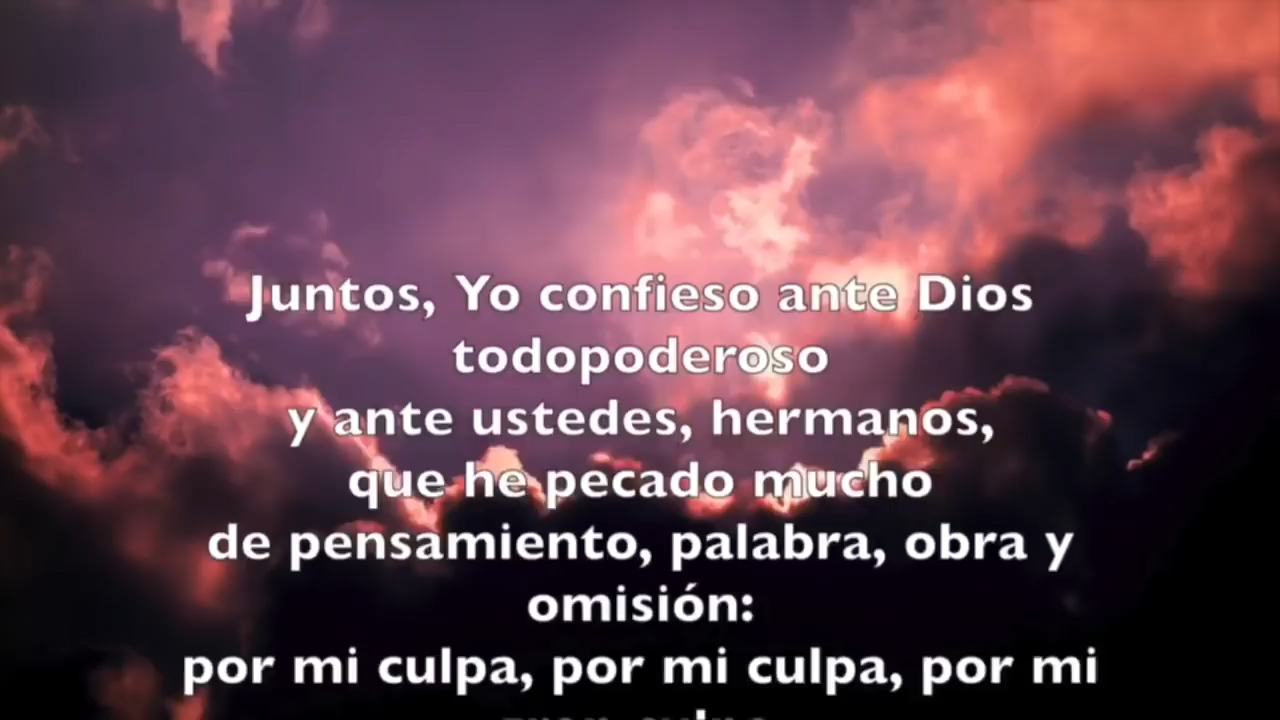 Juntos, Yo confieso ante Dios
todopoderoso
y ante ustedes, hermanos,
que he pecado mucho
de pensamiento, palabra, obra y
omisión:
por mi culpa, por mi culpa, por mi